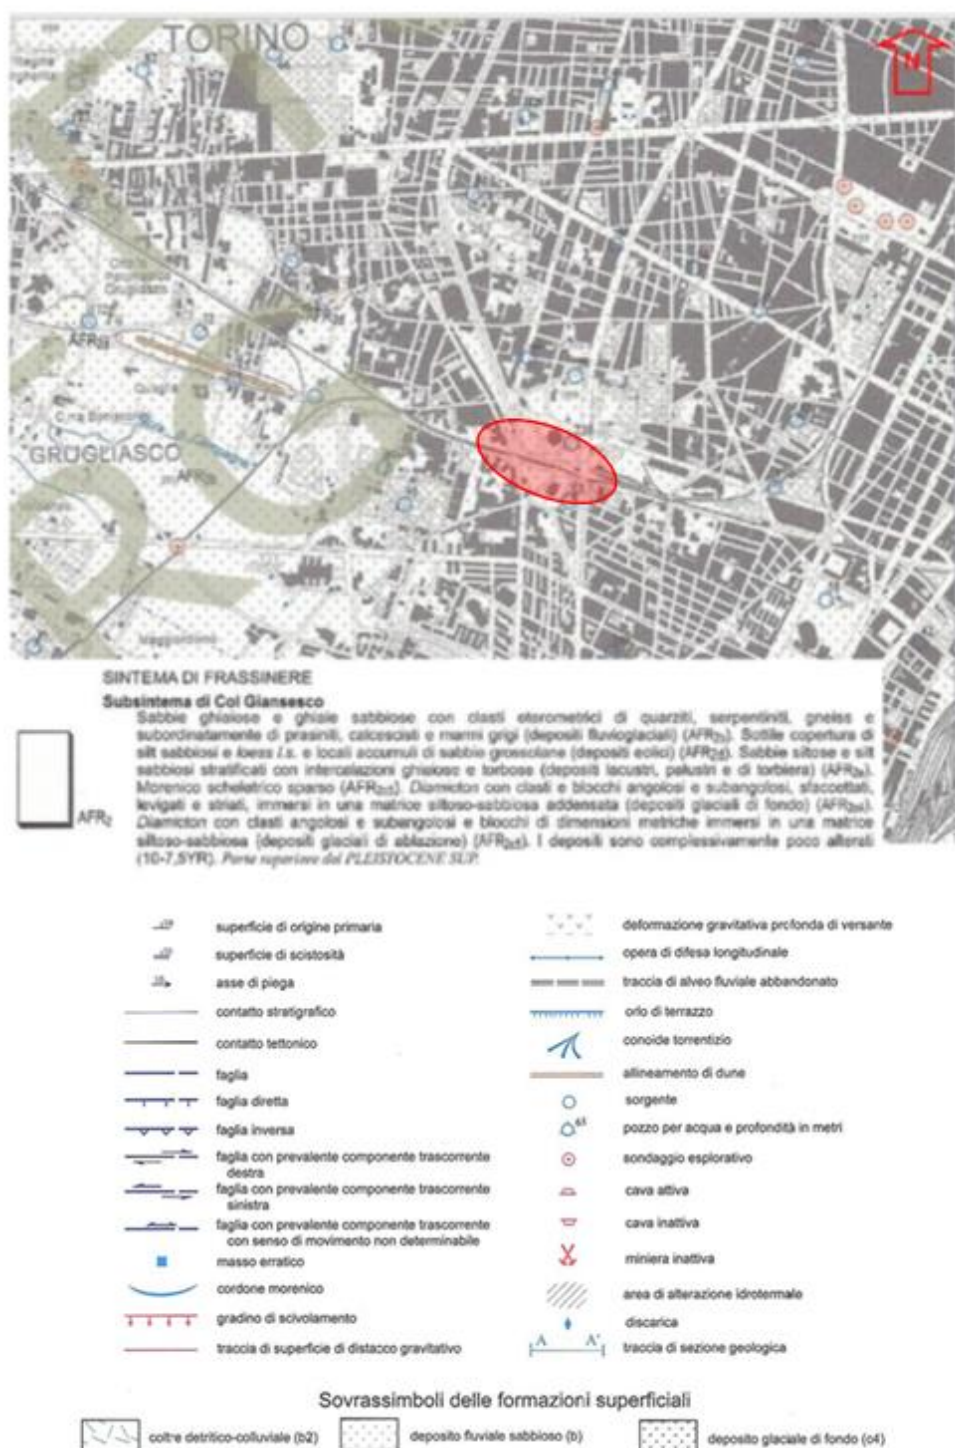 TORINO
N
Grugliasco
AFR
Quaglia
C.na Bonardino
GRUGLIASCO
AFR
SINTEMA DI FRASSINERE
Subsintema di Col Giansesco
Sabbie ghiaiose e ghiaie sabbiose con clasti eterometrici di quarziti, serpentiniti, gneiss e
subordinatamente di prasiniti, calcescisti e marmi grigi (depositi fluvioglaciali) (AFR). Sottile copertura di
silt sabbiosi e loess l.s. e locali accumuli di sabbie grossolane (depositi eolici) (AFR). Sabbie siltose e silt
sabbiosi stratificati con intercalazioni ghiaiose e torbose (depositi lacustri, palustri e di torbiera) (AFR).
Morenico scheletrico sparso (AFR). Diamicton con clasti e blocchi angolosi e subangolosi, sfaccettati,
levigati e striati, immersi in una matrice siltoso-sabbiosa addensata (depositi glaciali di fondo) (AFR).
Diamicton con clasti angolosi e subangolosi e blocchi di dimensioni metriche immersi in una matrice
siltoso-sabbiosa (depositi glaciali di ablazione) (AFR). I depositi sono complessivamente poco alterati
(10-7,5YR). Parte superiore del PLEISTOCENE SUP.
AFR2
superficie di origine primaria
superficie di scistosità
asse di piega
contatto stratigrafico
contatto tettonico
faglia
faglia diretta
faglia inversa
faglia con prevalente componente trascorrente
destra
faglia con prevalente componente trascorrente
sinistra
faglia con prevalente componente trascorrente
con senso di movimento non determinabile
masso erratico
cordone morenico
gradino di scivolamento
traccia di superficie di distacco gravitativo
deformazione gravitativa profonda di versante
opera di difesa longitudinale
traccia di alveo fluviale abbandonato
orlo di terrazzo
conoide torrentizio
allineamento di dune
sorgente
65 pozzo per acqua e profondità in metri
sondaggio esplorativo
cava attiva
cava inattiva
miniera inattiva
area di alterazione idrotermale
discarica
A A' traccia di sezione geologica
Sovrassimboli delle formazioni superficiali
coltre detritico-colluviale (b2) deposito fluviale sabbioso (b) deposito glaciale di fondo (c4)